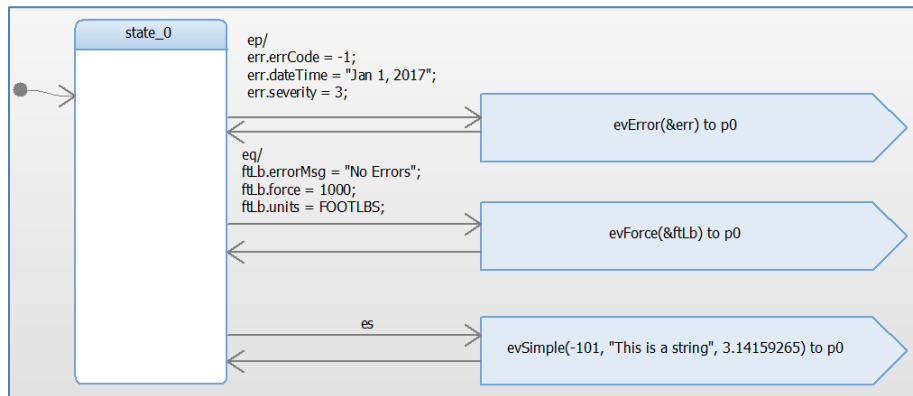 state_0
ep/
err.errCode = -1;
err.dateTime = "Jan 1, 2017";
err.severity = 3;
evError(&err) to p0
eq/
ftLb.errorMsg = "No Errors";
ftLb.force = 1000;
ftLb.units = FOOTLBS;
evForce(&ftLb) to p0
es
evSimple(-101, "This is a string", 3.14159265) to p0